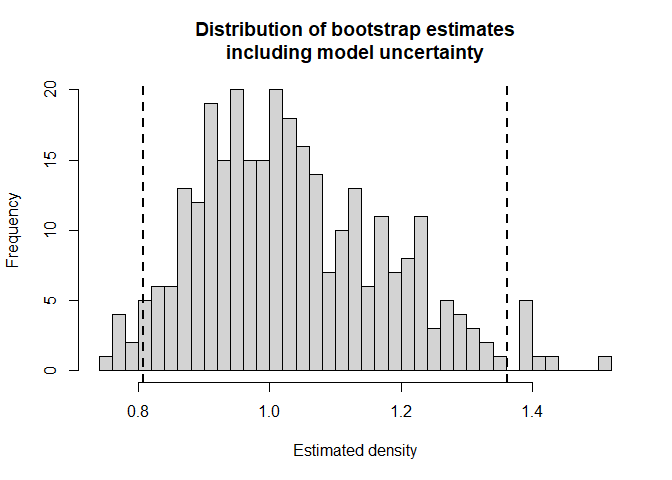 Distribution of bootstrap estimates
including model uncertainty
Frequency
20
15
10
5
0
0.8 1.0 1.2 1.4
Estimated density